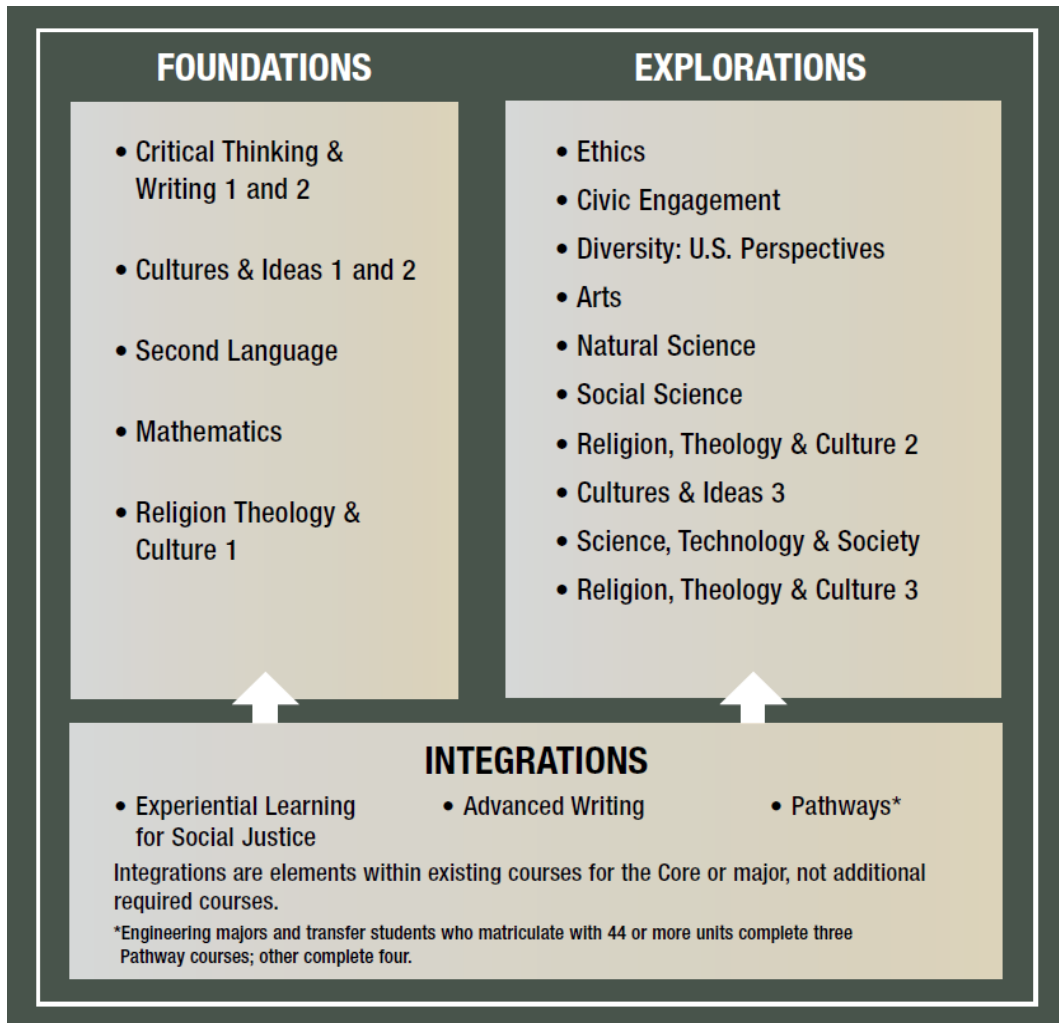 FOUNDATIONS
• Critical Thinking &
Writing 1 and 2
• Cultures & Ideas 1 and 2
• Second Language
• Mathematics
• Religion Theology &
Culture 1
EXPLORATIONS
• Ethics
• Civic Engagement
• Diversity: U.S. Perspectives
• Arts
• Natural Science
• Social Science
• Religion, Theology & Culture 2
• Cultures & Ideas 3
• Science, Technology & Society
• Religion, Theology & Culture 3
INTEGRATIONS
• Experiential Learning
for Social Justice
• Advanced Writing
• Pathways*
Integrations are elements within existing courses for the Core or major, not additional
required courses.
*Engineering majors and transfer students who matriculate with 44 or more units complete three
Pathway courses; other complete four.